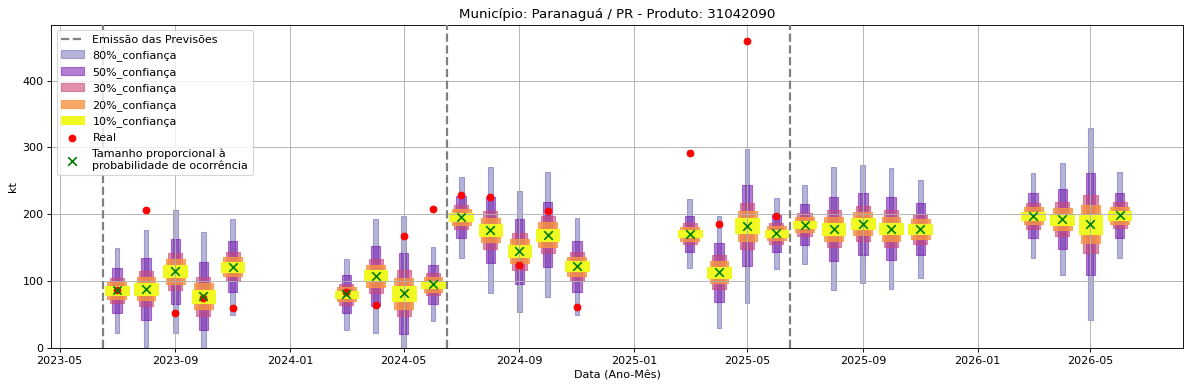 Município: Paranaguá / PR - Produto: 31042090
Emissão das Previsões
80%_confiança
50%_confiança
30%_confiança
20%_confiança
10%_confiança
Real
Tamanho proporcional à
probabilidade de ocorrência
kt
400
300
200
100
0
2023-05 2023-09 2024-01 2024-05 2024-09 2025-01 2025-05 2025-09 2026-01 2026-05
Data (Ano-Mês)